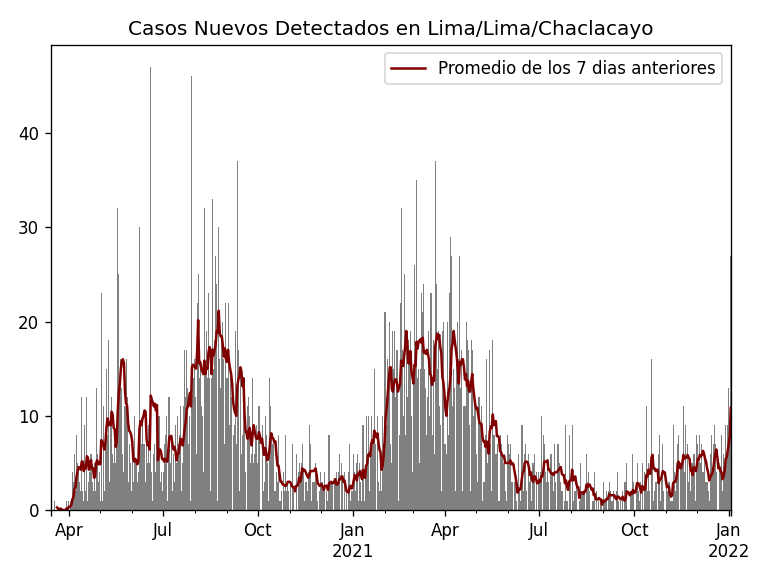 Casos Nuevos Detectados en Lima/Lima/Chaclacayo
Promedio de los 7 dias anteriores
40
30
20
10
0
Apr Jul Oct Jan Apr Jul Oct Jan
2021 2022